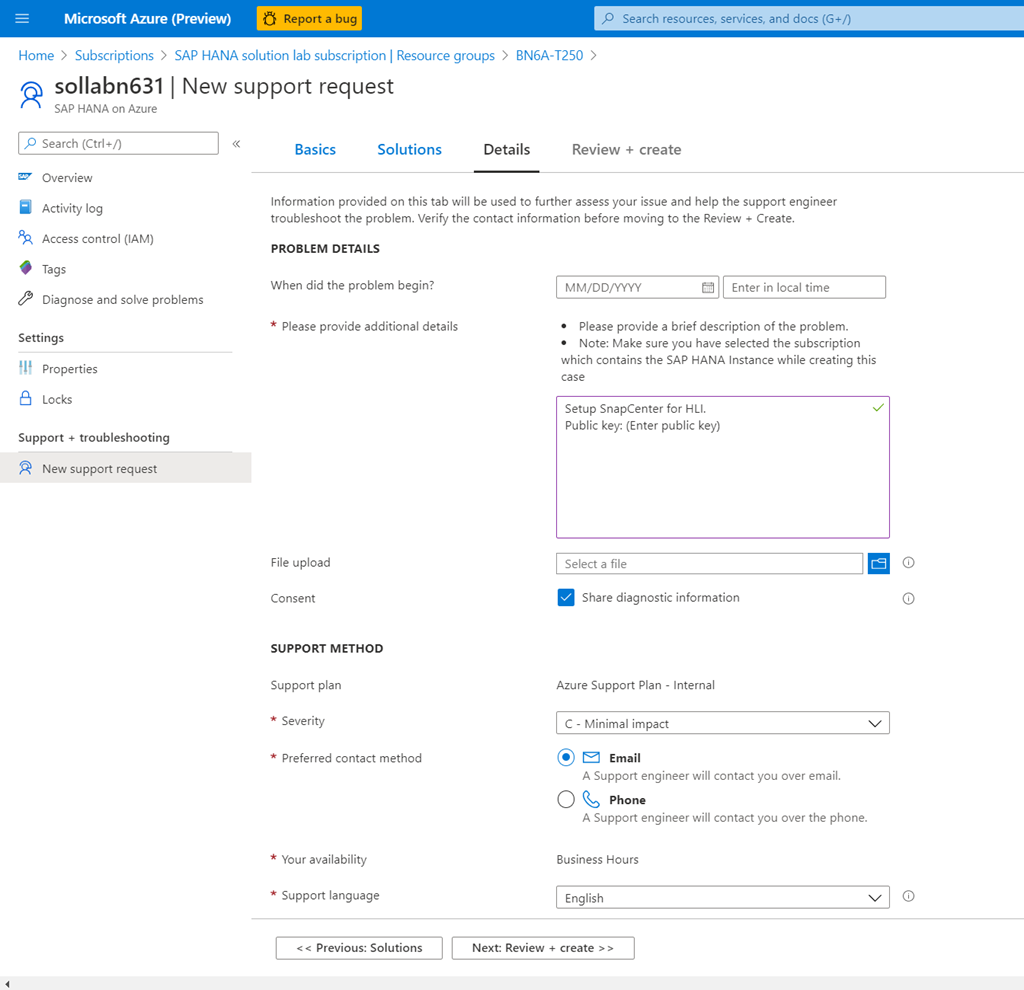 Microsoft Azure (Preview)
Report a bug
Search resources, services, and docs (G+/)
Home > Subscriptions > SAP HANA solution lab subscription | Resource groups > BN6A-T250 >
sollabn631 | New support request
SAP HANA on Azure
Search (Ctrl+/)
«
Overview
Activity log
Access control (IAM)
Tags
Diagnose and solve problems
Settings
Properties
Locks
Support + troubleshooting
New support request
Basics
Solutions
Details
Review + create
Information provided on this tab will be used to further assess your issue and help the support engineer
troubleshoot the problem. Verify the contact information before moving to the Review + Create.
PROBLEM DETAILS
When did the problem begin?
MM/DD/YYYY
Enter in local time
* Please provide additional details
• Please provide a brief description of the problem.
• Note: Make sure you have selected the subscription
which contains the SAP HANA Instance while creating this
case
Setup SnapCenter for HLI.
Public key: (Enter public key)
File upload
Select a file
Consent
Share diagnostic information
SUPPORT METHOD
Support plan
Azure Support Plan - Internal
* Severity
C - Minimal impact
* Preferred contact method
Email
A Support engineer will contact you over email.
Phone
A Support engineer will contact you over the phone.
* Your availability
Business Hours
* Support language
English
<< Previous: Solutions
Next: Review + create >>